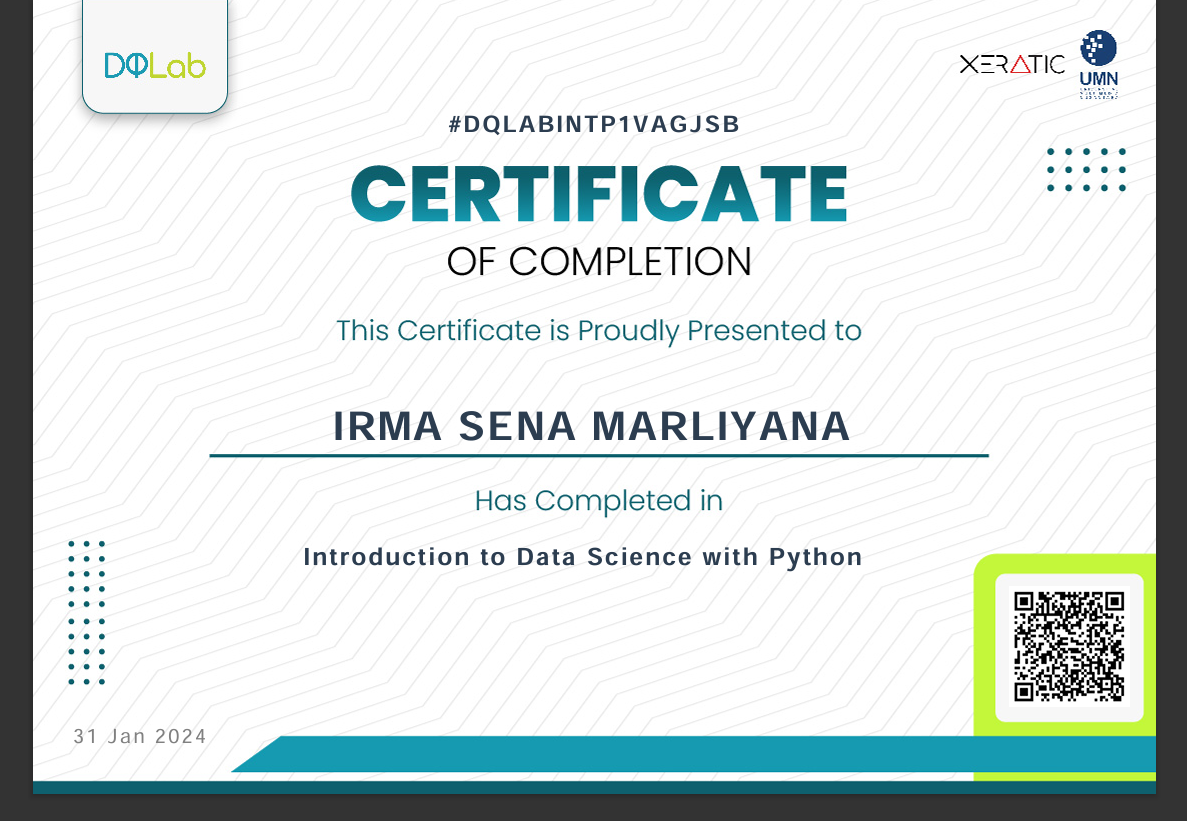 DQLab
XERATIC
UMN
#DQLABINTP1VAGJSB
CERTIFICATE
OF COMPLETION
This Certificate is Proudly Presented to
IRMA SENA MARLIYANA
Has Completed in
Introduction to Data Science with Python
31 Jan 2024